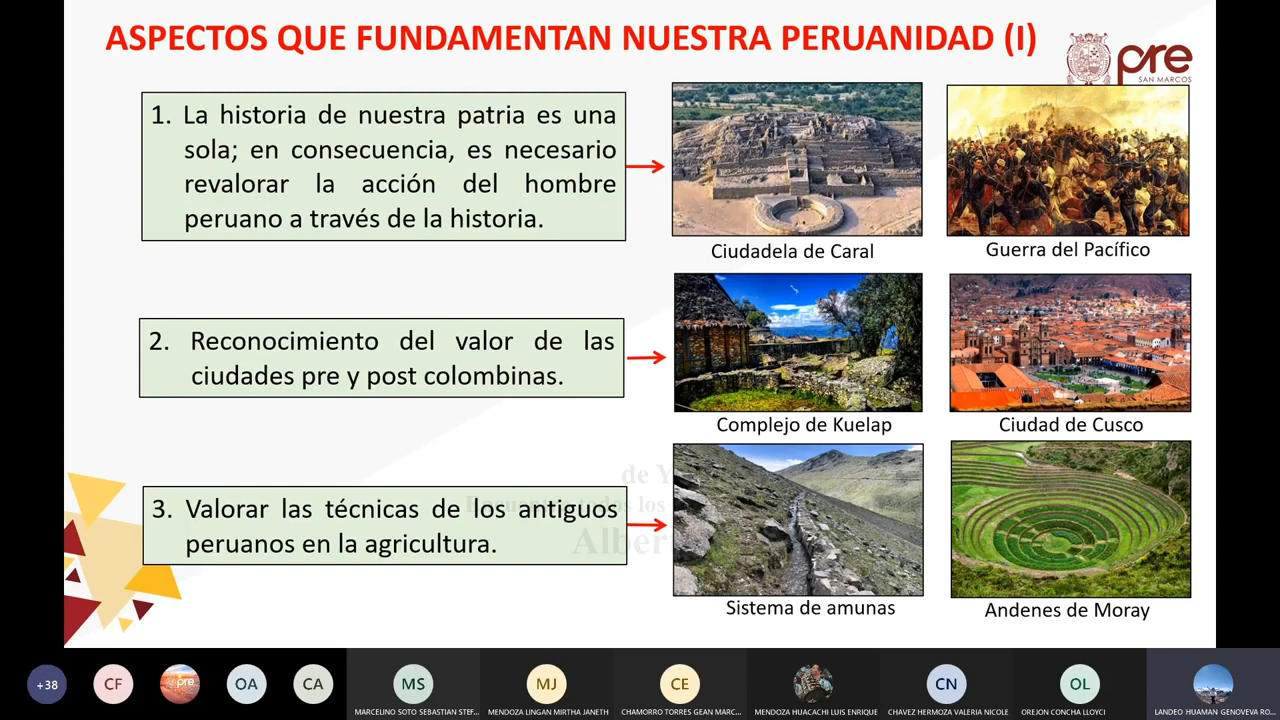 ASPECTOS QUE FUNDAMENTAN NUESTRA PERUANIDAD (I)
pre
SAN MARCOS
1. La historia de nuestra patria es una
sola; en consecuencia, es necesario
revalorar la acción del hombre
peruano a través de la historia.
Ciudadela de Caral
Guerra del Pacífico
2. Reconocimiento del valor de las
ciudades pre y post colombinas.
Complejo de Kuelap
Ciudad de Cusco
de Y
3. Valorar las técnicas de los antiguos
peruanos en la agricultura.
Sistema de amunas
Andenes de Moray
+38
CF
pre
OA
CA
MS
MJ
CE
CN
OL
MARCELINO SOTO SEBASTIAN STEF...
MENDOZA LINGAN MIRTHA JANETH
CHAMORRO TORRES GEAN MARC...
MENDOZA HUACACHI LUIS ENRIQUE
CHAVEZ HERMOZA VALERIA NICOLE
OREJON CONCHA LLOYCI
LANDEO HUAMAN GENOVEVA RO...